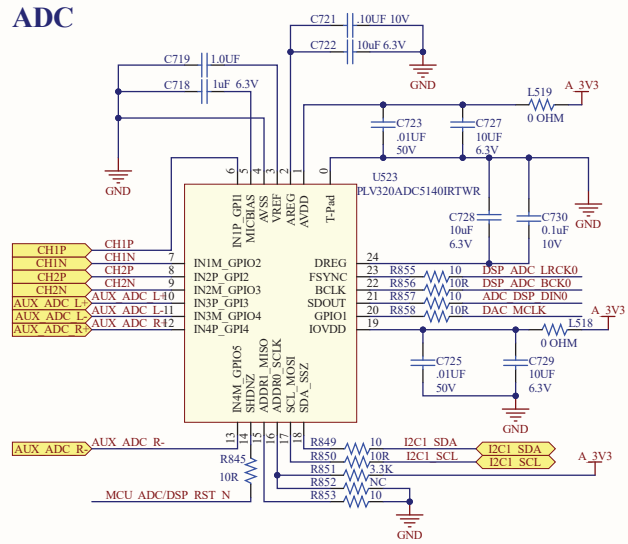 ADC
C721 .10UF 10V
C722 10uF 6.3V
GND
C719 1.0UF
C718 1uF 6.3V
GND
L519 A_3V3
0 OHM
C723
.01UF
50V
C727
10UF
6.3V
GND
6 5 4 3 2 1 0
IN1P_GPI1
MICBIAS
AVSS
VREF
AREG
AVDD
T-Pad
U523
PLV320ADC5140IRTWR
C728
10uF
6.3V
C730
0.1uF
10V
CH1P CH1P
CH1N CH1N 7 IN1M_GPIO2
CH2P CH2P 8 IN2P_GPI2
CH2N CH2N 9 IN2M_GPIO3
AUX_ADC_L+ AUX_ADC_L+ 10 IN3P_GPI3
AUX_ADC_L- AUX_ADC_L- 11 IN3M_GPIO4
AUX_ADC_R+ AUX_ADC_R+ 12 IN4P_GPI4
DREG 24
FSYNC 23 R855 10 DSP_ADC_LRCK0
BCLK 22 R856 10R DSP_ADC_BCK0
SDOUT 21 R857 10 ADC_DSP_DIN0
GPIO1 20 R858 10R DAC_MCLK
IOVDD 19
L518 A_3V3
0 OHM
C725
.01UF
50V
C729
10UF
6.3V
GND
IN4M_GPIO5
SHDNZ
ADDR1_MISO
ADDR0_SCLK
SCL_MOSI
SDA_SSZ
13 14 15 16 17 18
AUX_ADC_R- AUX_ADC_R-
R845
10R
MCU_ADC/DSP_RST_N
R849 10 I2C1_SDA I2C1_SDA
R850 10R I2C1_SCL I2C1_SCL
R851 3.3K A_3V3
R852 NC
R853 10
GND